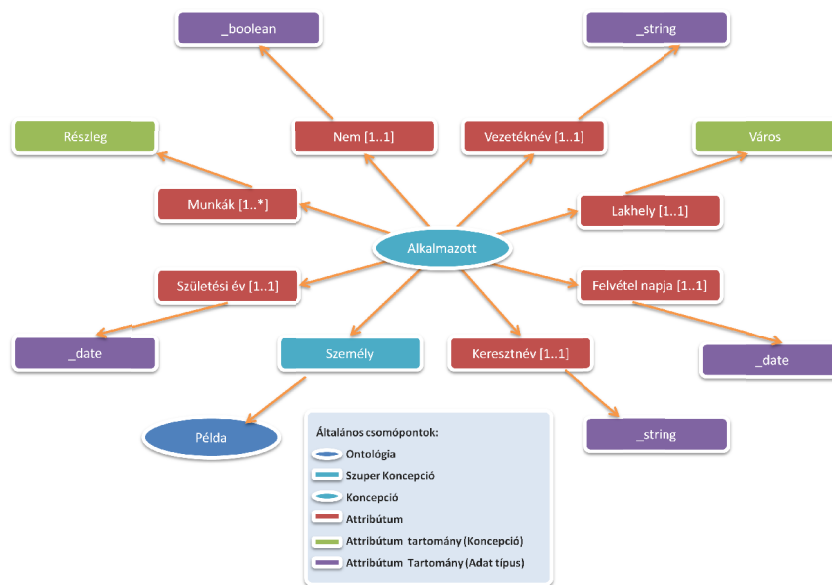 _boolean
_string
Részleg
Nem [1..1]
Vezetéknév [1..1]
Város
Munkák [1..*]
Lakhely [1..1]
Alkalmazott
Születési év [1..1]
Felvétel napja [1..1]
_date
Személy
Keresztnév [1..1]
_date
Példa
_string
Általános csomópontok:
Ontológia
Szuper Koncepció
Koncepció
Attribútum
Attribútum tartomány (Koncepció)
Attribútum Tartomány (Adat típus)